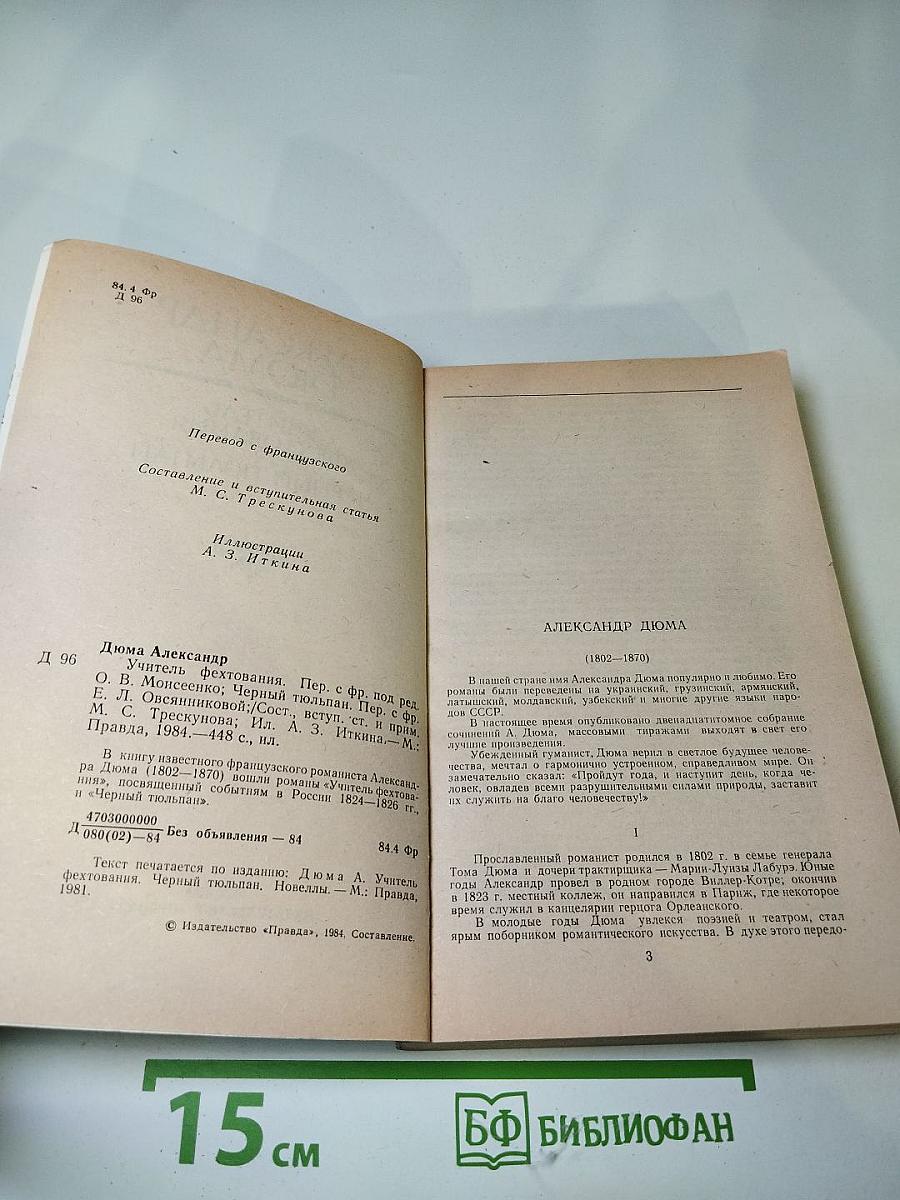 84. 4 Фр
Д 96
Перевод с французского
Составление и вступительная статья
М. С. Трескунова
Иллюстрации
А. З. Иткина
Дюма Александр
Д 96
Учитель фехтования. Пер. с фр. под ред.
О. В. Моисеенко; Черный тюльпан. Пер. с фр.
Е. Л. Овсянниковой;/Сост., вступ. ст. и прим.
М. С. Трескунова; Ил. А. З. Иткина.—М.:
Правда, 1984.—448 с., ил.
В книгу известного французского романиста Александ-
ра Дюма (1802—1870) вошли романы «Учитель фехтова-
ния», посвященный событиям в России 1824—1826 гг.,
и «Черный тюльпан».
Д 4703000000
080(02)—84 Без объявления — 84
84.4 Фр
Текст печатается по изданию: Дюма А. Учитель
фехтования. Черный тюльпан. Новеллы. — М.: Правда,
1981.
© Издательство «Правда», 1984. Составление.
АЛЕКСАНДР ДЮМА
(1802—1870)
В нашей стране имя Александра Дюма популярно и любимо. Его
романы были переведены на украинский, грузинский, армянский,
латышский, молдавский, узбекский и многие другие языки наро-
дов СССР.
В настоящее время опубликовано двенадцатитомное собрание
сочинений А. Дюма, массовыми тиражами выходят в свет его
лучшие произведения.
Убежденный гуманист, Дюма верил в светлое будущее челове-
чества, мечтал о гармонично устроенном, справедливом мире. Он
замечательно сказал: «Пройдут года, и наступит день, когда че-
ловек, овладев всеми разрушительными силами природы, заставит
их служить на благо человечеству!»
I
Прославленный романист родился в 1802 г. в семье генерала
Тома Дюма и дочери трактирщика — Марии-Луизы Лабурэ. Юные
годы Александр провел в родном городе Виллер-Котре; окончив
в 1823 г. местный коллеж, он направился в Париж, где некоторое
время служил в канцелярии герцога Орлеанского.
В молодые годы Дюма увлекся поэзией и театром, стал
ярым поборником романтического искусства. В духе этого передо-
3
15 см
БФ БИБЛИОФАН